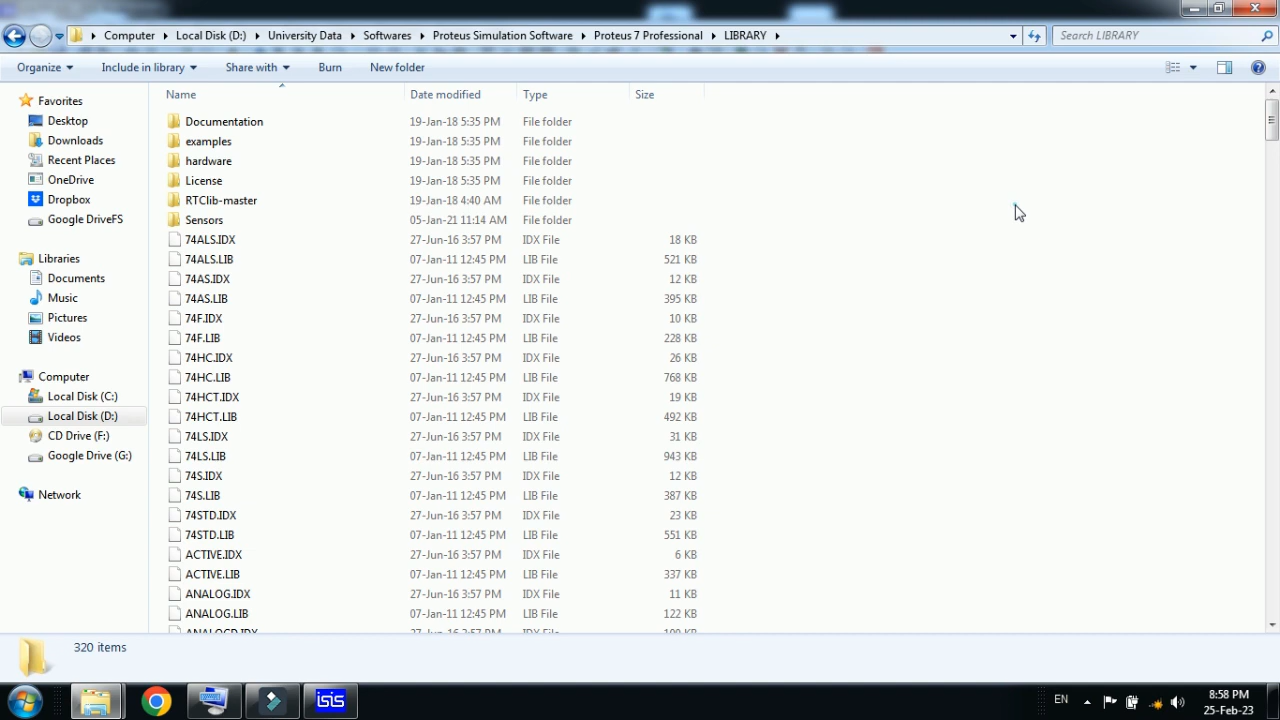 Computer Local Disk (D:) University Data Softwares Proteus Simulation Software Proteus 7 Professional LIBRARY Search LIBRARY
Organize Include in library Share with Burn New folder
Name Date modified Type Size
Favorites
Desktop
Downloads
Recent Places
OneDrive
Dropbox
Google DriveFS
Libraries
Documents
Music
Pictures
Videos
Computer
Local Disk (C:)
Local Disk (D:)
CD Drive (F:)
Google Drive (G:)
Network
Documentation 19-Jan-18 5:35 PM File folder
examples 19-Jan-18 5:35 PM File folder
hardware 19-Jan-18 5:35 PM File folder
License 19-Jan-18 5:35 PM File folder
RTClib-master 19-Jan-18 4:40 AM File folder
Sensors 05-Jan-21 11:14 AM File folder
74ALS.IDX 27-Jun-16 3:57 PM IDX File 18 KB
74ALS.LIB 07-Jan-11 12:45 PM LIB File 521 KB
74AS.IDX 27-Jun-16 3:57 PM IDX File 12 KB
74AS.LIB 07-Jan-11 12:45 PM LIB File 395 KB
74F.IDX 27-Jun-16 3:57 PM IDX File 10 KB
74F.LIB 07-Jan-11 12:45 PM LIB File 228 KB
74HC.IDX 27-Jun-16 3:57 PM IDX File 26 KB
74HC.LIB 07-Jan-11 12:45 PM LIB File 768 KB
74HCT.IDX 27-Jun-16 3:57 PM IDX File 19 KB
74HCT.LIB 07-Jan-11 12:45 PM LIB File 492 KB
74LS.IDX 27-Jun-16 3:57 PM IDX File 31 KB
74LS.LIB 07-Jan-11 12:45 PM LIB File 943 KB
74S.IDX 27-Jun-16 3:57 PM IDX File 12 KB
74S.LIB 07-Jan-11 12:45 PM LIB File 387 KB
74STD.IDX 27-Jun-16 3:57 PM IDX File 23 KB
74STD.LIB 07-Jan-11 12:45 PM LIB File 551 KB
ACTIVE.IDX 27-Jun-16 3:57 PM IDX File 6 KB
ACTIVE.LIB 07-Jan-11 12:45 PM LIB File 337 KB
ANALOG.IDX 27-Jun-16 3:57 PM IDX File 11 KB
ANALOG.LIB 07-Jan-11 12:45 PM LIB File 122 KB
320 items
isis
EN
8:58 PM
25-Feb-23